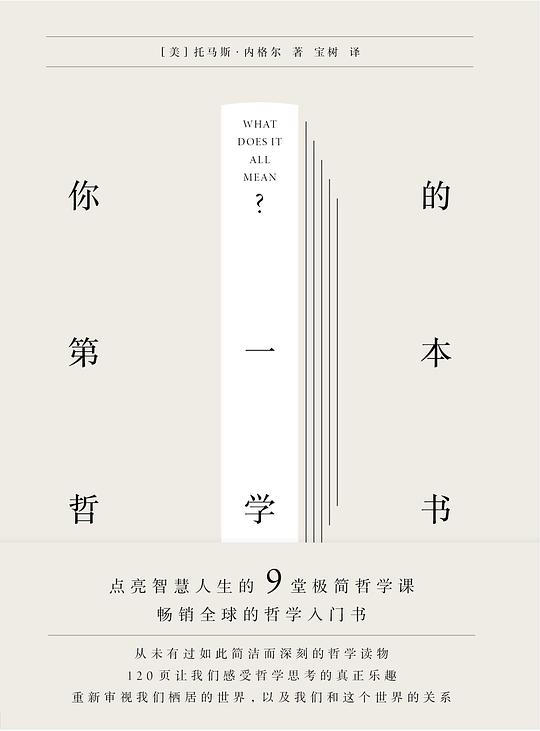 [美]托马斯·内格尔 著 宝树 译
WHAT
DOES IT
ALL
MEAN
?
你 的
第 一 本
哲 学 书
点亮智慧人生的9堂极简哲学课
畅销全球的哲学入门书
从未有过如此简洁而深刻的哲学读物
120页让我们感受哲学思考的真正乐趣
重新审视我们栖居的世界，以及我们和这个世界的关系